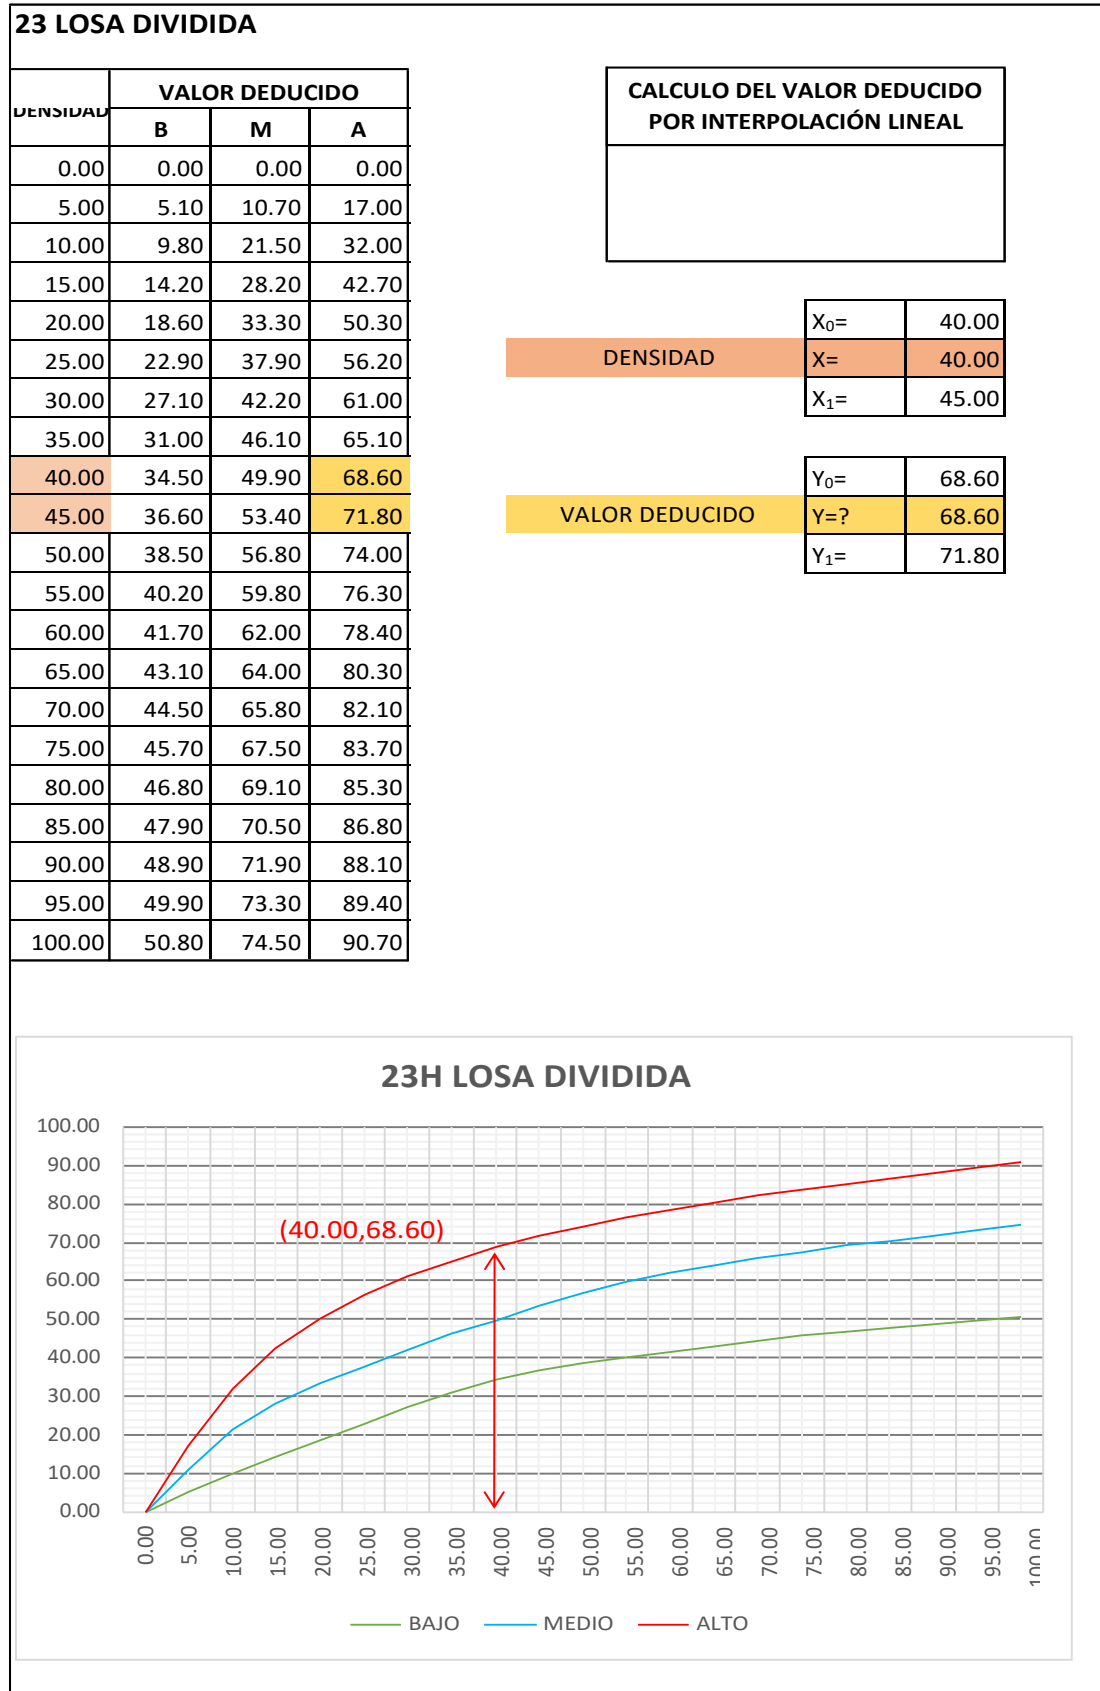 23 LOSA DIVIDIDA
DENSIDAD VALOR DEDUCIDO
B M A
0.00 0.00 0.00 0.00
5.00 5.10 10.70 17.00
10.00 9.80 21.50 32.00
15.00 14.20 28.20 42.70
20.00 18.60 33.30 50.30
25.00 22.90 37.90 56.20
30.00 27.10 42.20 61.00
35.00 31.00 46.10 65.10
40.00 34.50 49.90 68.60
45.00 36.60 53.40 71.80
50.00 38.50 56.80 74.00
55.00 40.20 59.80 76.30
60.00 41.70 62.00 78.40
65.00 43.10 64.00 80.30
70.00 44.50 65.80 82.10
75.00 45.70 67.50 83.70
80.00 46.80 69.10 85.30
85.00 47.90 70.50 86.80
90.00 48.90 71.90 88.10
95.00 49.90 73.30 89.40
100.00 50.80 74.50 90.70
CALCULO DEL VALOR DEDUCIDO
POR INTERPOLACIÓN LINEAL
X₀= 40.00
DENSIDAD X= 40.00
X₁= 45.00
Y₀= 68.60
VALOR DEDUCIDO Y=? 68.60
Y₁= 71.80
23H LOSA DIVIDIDA
100.00
90.00
80.00
70.00
60.00
50.00
40.00
30.00
20.00
10.00
0.00
(40.00,68.60)
0.00 5.00 10.00 15.00 20.00 25.00 30.00 35.00 40.00 45.00 50.00 55.00 60.00 65.00 70.00 75.00 80.00 85.00 90.00 95.00 100.00
BAJO MEDIO ALTO